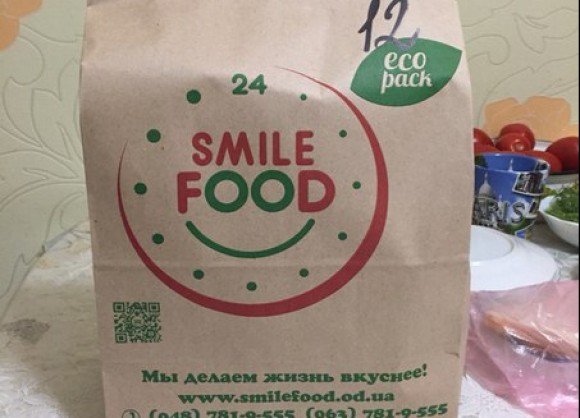 12
eco
pack
24
SMILE
FOOD
Мы делаем жизнь вкуснее!
www.smilefood.od.ua
(048) 781-9-555 (063) 781-9-555